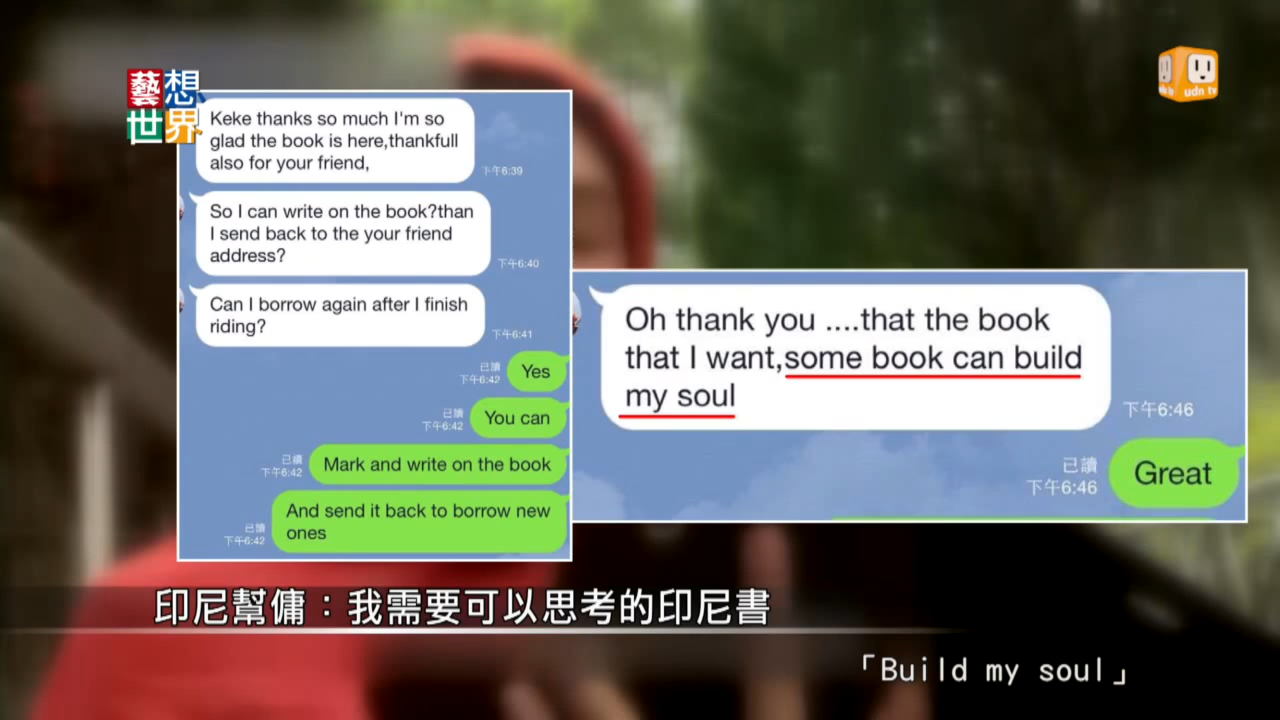 藝想
世界
udn tv
Keke thanks so much I'm so
glad the book is here,thankfull
also for your friend,
下午6:39
So I can write on the book?than
I send back to the your friend
address?
下午6:40
Can I borrow again after I finish
riding?
下午6:41
已讀
下午6:42
Yes
已讀
下午6:42
You can
已讀
下午6:42
Mark and write on the book
已讀
下午6:42
And send it back to borrow new
ones
Oh thank you ....that the book
that I want,some book can build
my soul
下午6:46
已讀
下午6:46
Great
印尼幫傭：我需要可以思考的印尼書
「Build my soul」